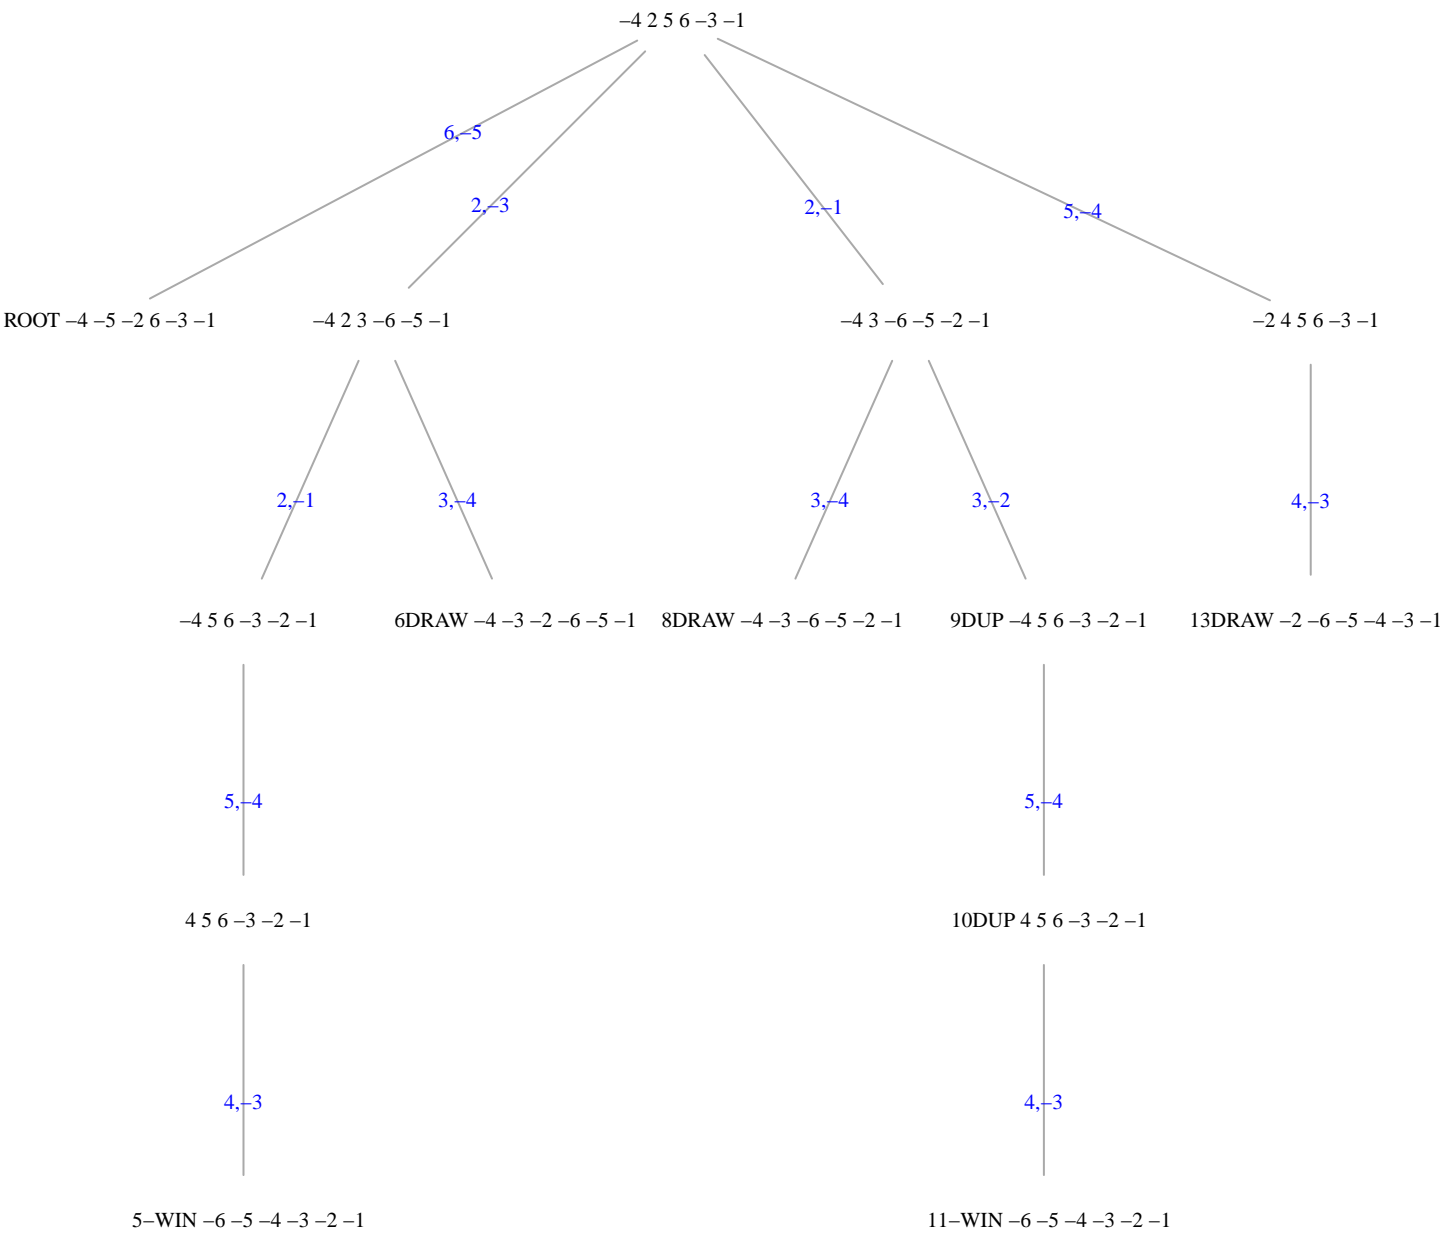 –4 2 5 6 –3 –1
6,–5
2,–3
2,–1
5,–4
ROOT –4 –5 –2 6 –3 –1
–4 2 3 –6 –5 –1
–4 3 –6 –5 –2 –1
–2 4 5 6 –3 –1
2,–1
3,–4
3,–4
3,–2
4,–3
–4 5 6 –3 –2 –1
6DRAW –4 –3 –2 –6 –5 –1
8DRAW –4 –3 –6 –5 –2 –1
9DUP –4 5 6 –3 –2 –1
13DRAW –2 –6 –5 –4 –3 –1
5,–4
5,–4
4 5 6 –3 –2 –1
10DUP 4 5 6 –3 –2 –1
4,–3
4,–3
5–WIN –6 –5 –4 –3 –2 –1
11–WIN –6 –5 –4 –3 –2 –1